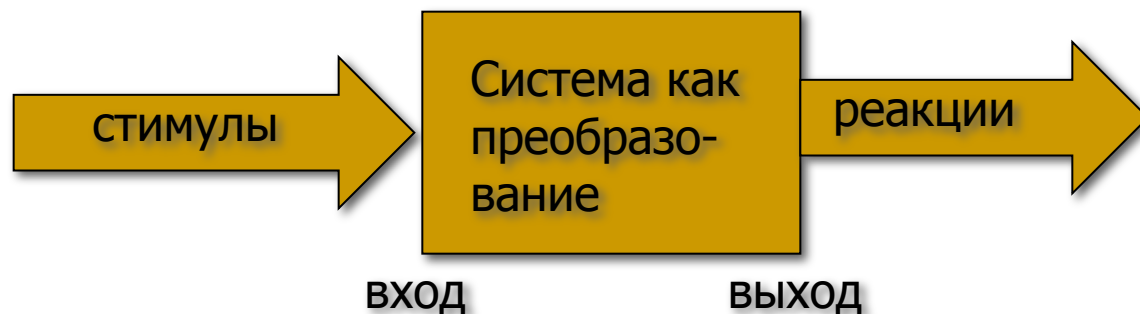 стимулы
Система как
преобразо-
вание
реакции
вход
выход